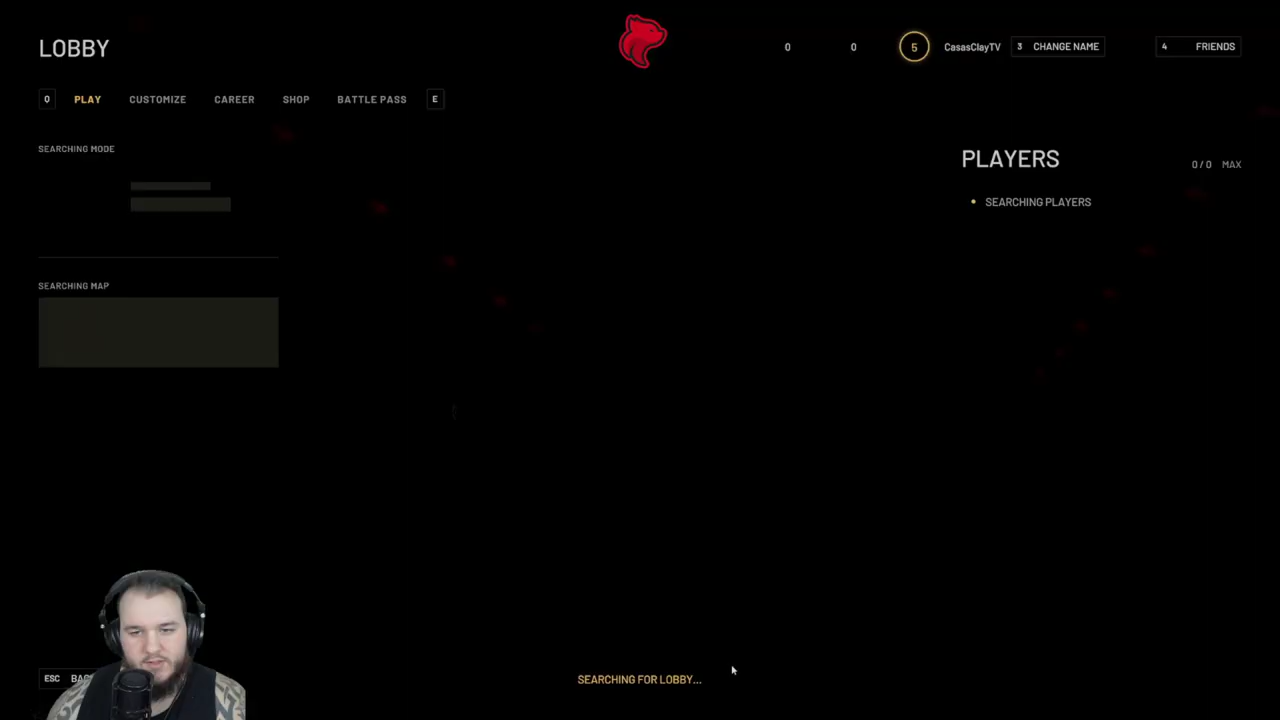 LOBBY
0
0
5
CasasClayTV
3 CHANGE NAME
4 FRIENDS
Q
PLAY
CUSTOMIZE
CAREER
SHOP
BATTLE PASS
E
SEARCHING MODE
PLAYERS
0 / 0 MAX
SEARCHING PLAYERS
SEARCHING MAP
ESC
SEARCHING FOR LOBBY...